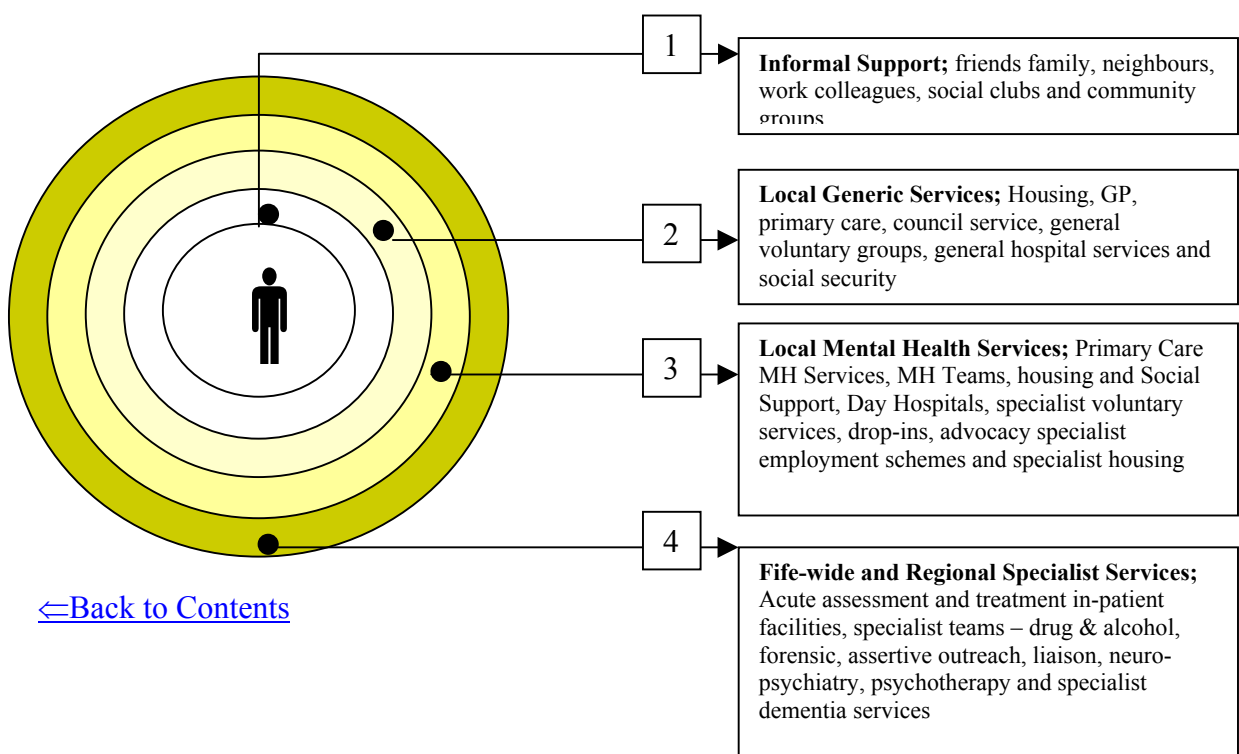 1
Informal Support; friends family, neighbours,
work colleagues, social clubs and community
groups
2
Local Generic Services; Housing, GP,
primary care, council service, general
voluntary groups, general hospital services and
social security
3
Local Mental Health Services; Primary Care
MH Services, MH Teams, housing and Social
Support, Day Hospitals, specialist voluntary
services, drop-ins, advocacy specialist
employment schemes and specialist housing
4
Fife-wide and Regional Specialist Services;
Acute assessment and treatment in-patient
facilities, specialist teams – drug & alcohol,
forensic, assertive outreach, liaison, neuro-
psychiatry, psychotherapy and specialist
dementia services
⇐Back to Contents